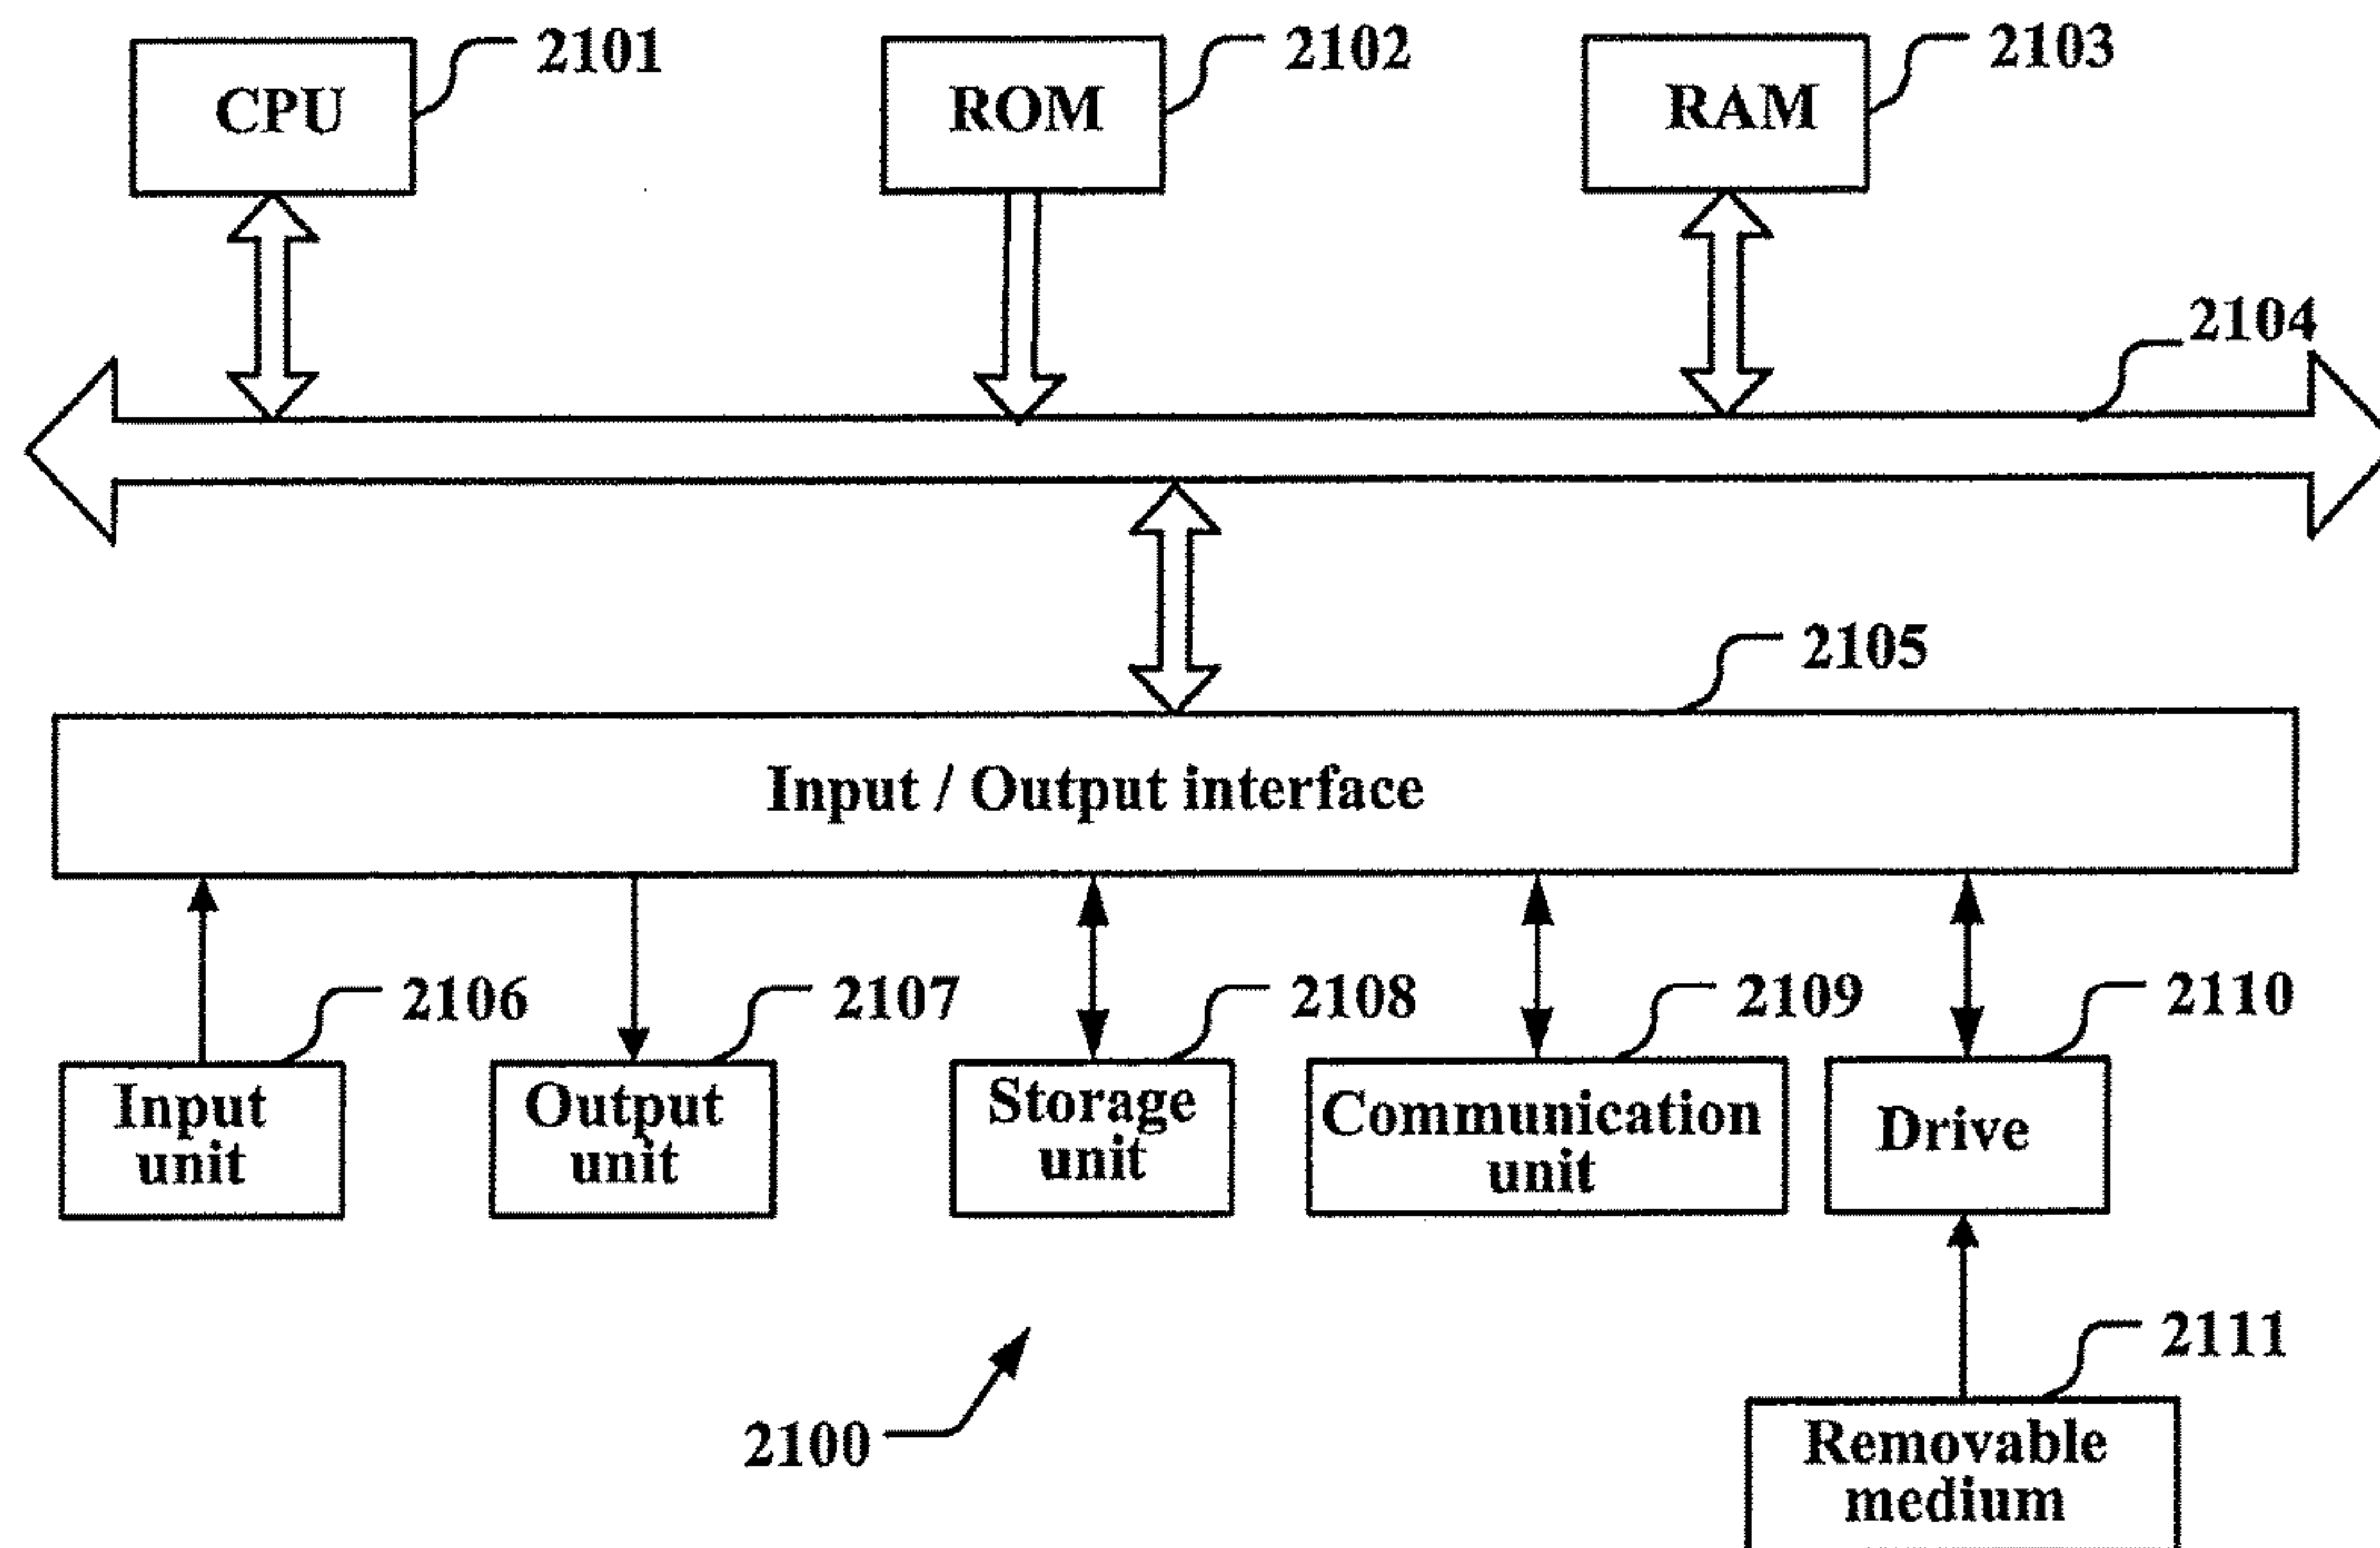 CPU
2101
ROM
2102
RAM
2103
2104
2105
Input / Output interface
2106
2107
2108
2109
2110
Input
unit
Output
unit
Storage
unit
Communication
unit
Drive
2111
2100
Removable
medium